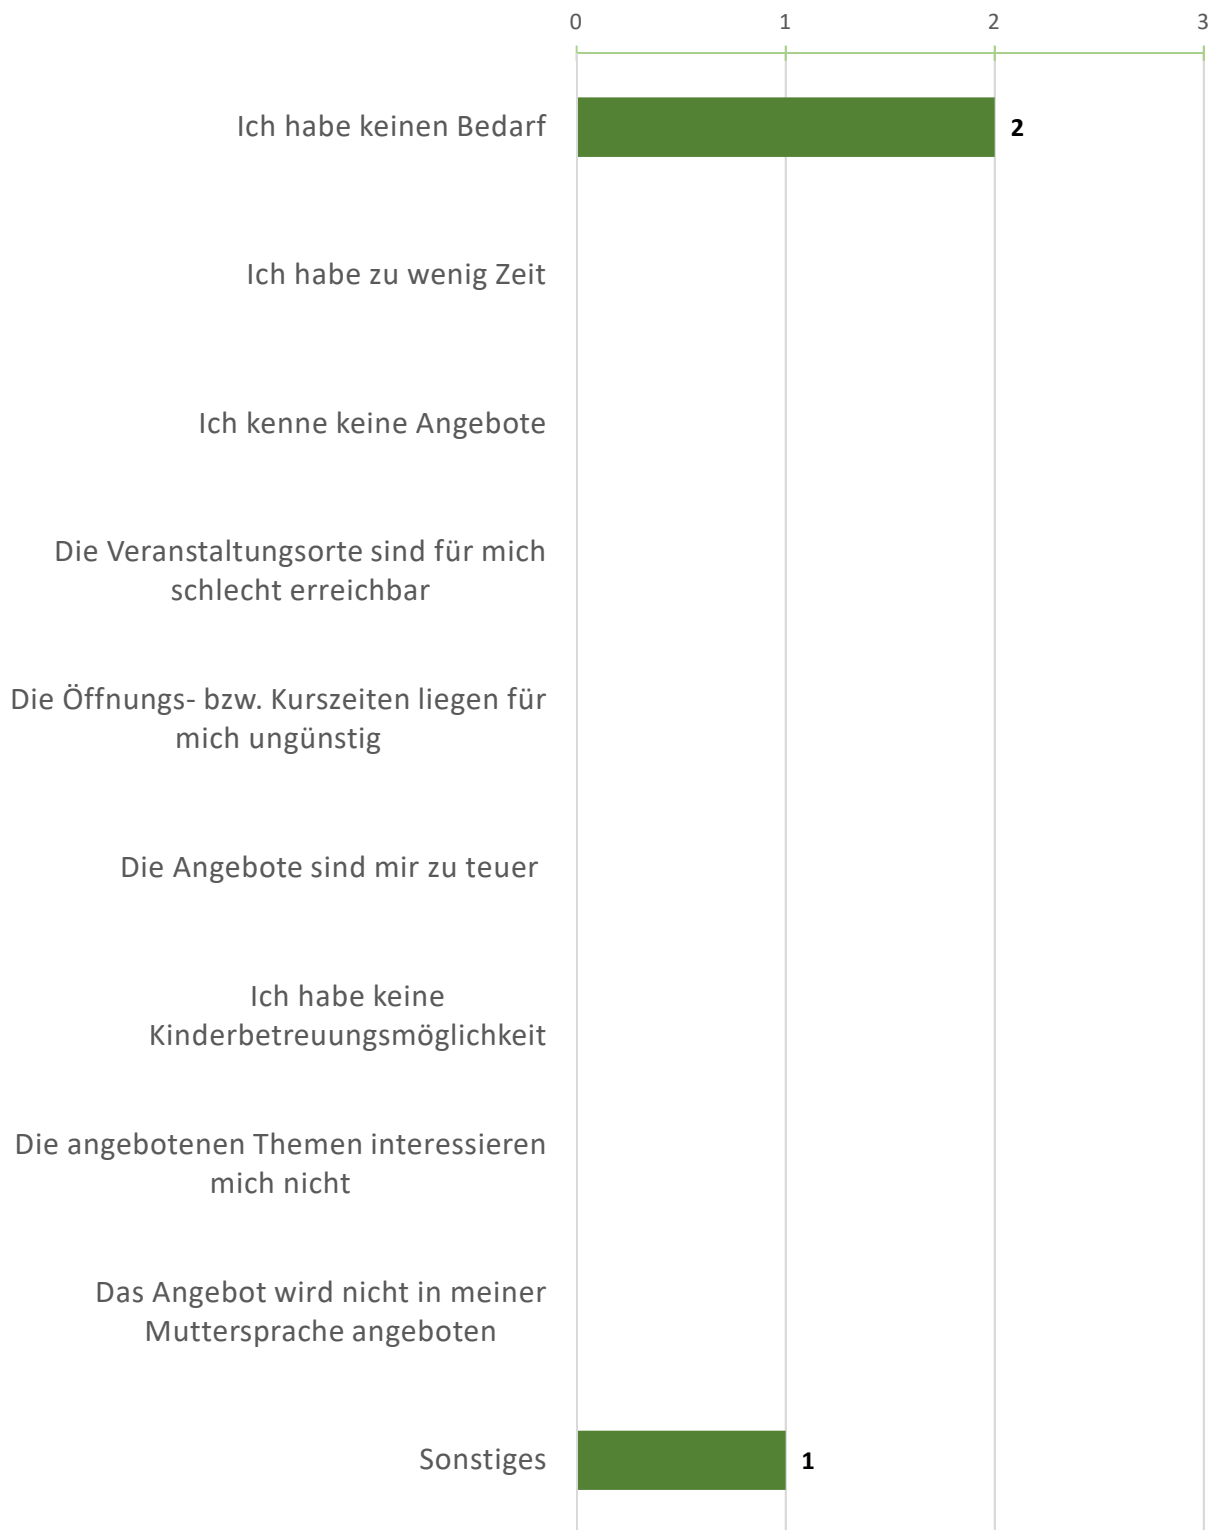 0 1 2 3
Ich habe keinen Bedarf 2
Ich habe zu wenig Zeit
Ich kenne keine Angebote
Die Veranstaltungsorte sind für mich
schlecht erreichbar
Die Öffnungs- bzw. Kurszeiten liegen für
mich ungünstig
Die Angebote sind mir zu teuer
Ich habe keine
Kinderbetreuungsmöglichkeit
Die angebotenen Themen interessieren
mich nicht
Das Angebot wird nicht in meiner
Muttersprache angeboten
Sonstiges 1